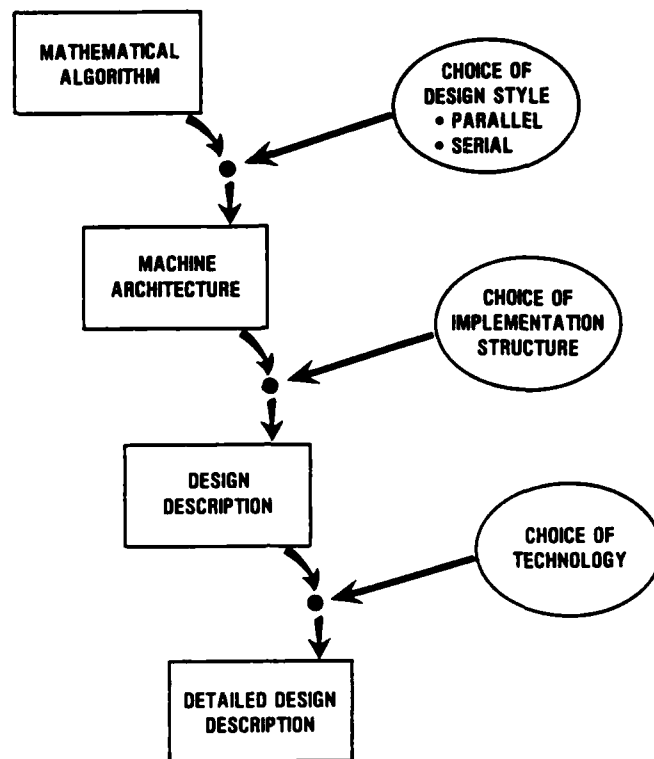 MATHEMATICAL
ALGORITHM
CHOICE OF
DESIGN STYLE
• PARALLEL
• SERIAL
MACHINE
ARCHITECTURE
CHOICE OF
IMPLEMENTATION
STRUCTURE
DESIGN
DESCRIPTION
CHOICE OF
TECHNOLOGY
DETAILED DESIGN
DESCRIPTION